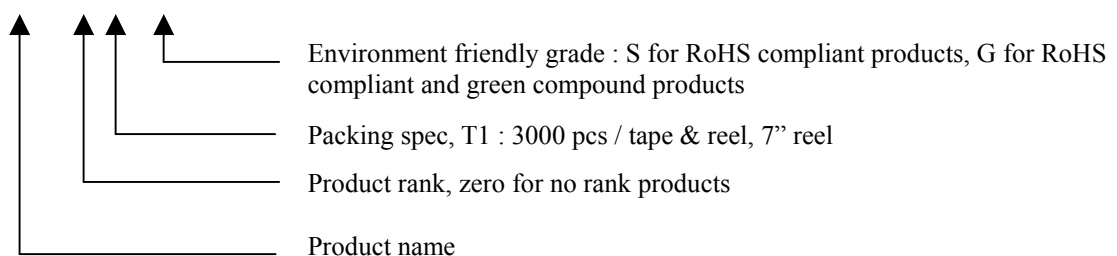 Environment friendly grade : S for RoHS compliant products, G for RoHS
compliant and green compound products
Packing spec, T1 : 3000 pcs / tape & reel, 7” reel
Product rank, zero for no rank products
Product name